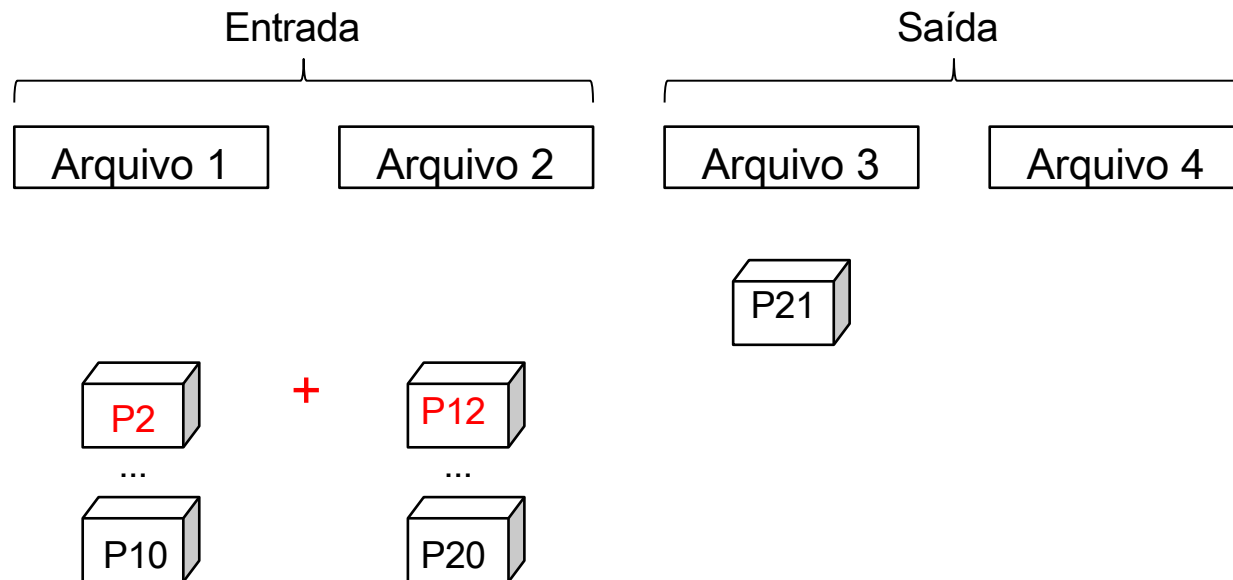 Entrada Saída
Arquivo 1 Arquivo 2 Arquivo 3 Arquivo 4
P21
P2 + P12
... ...
P10 P20